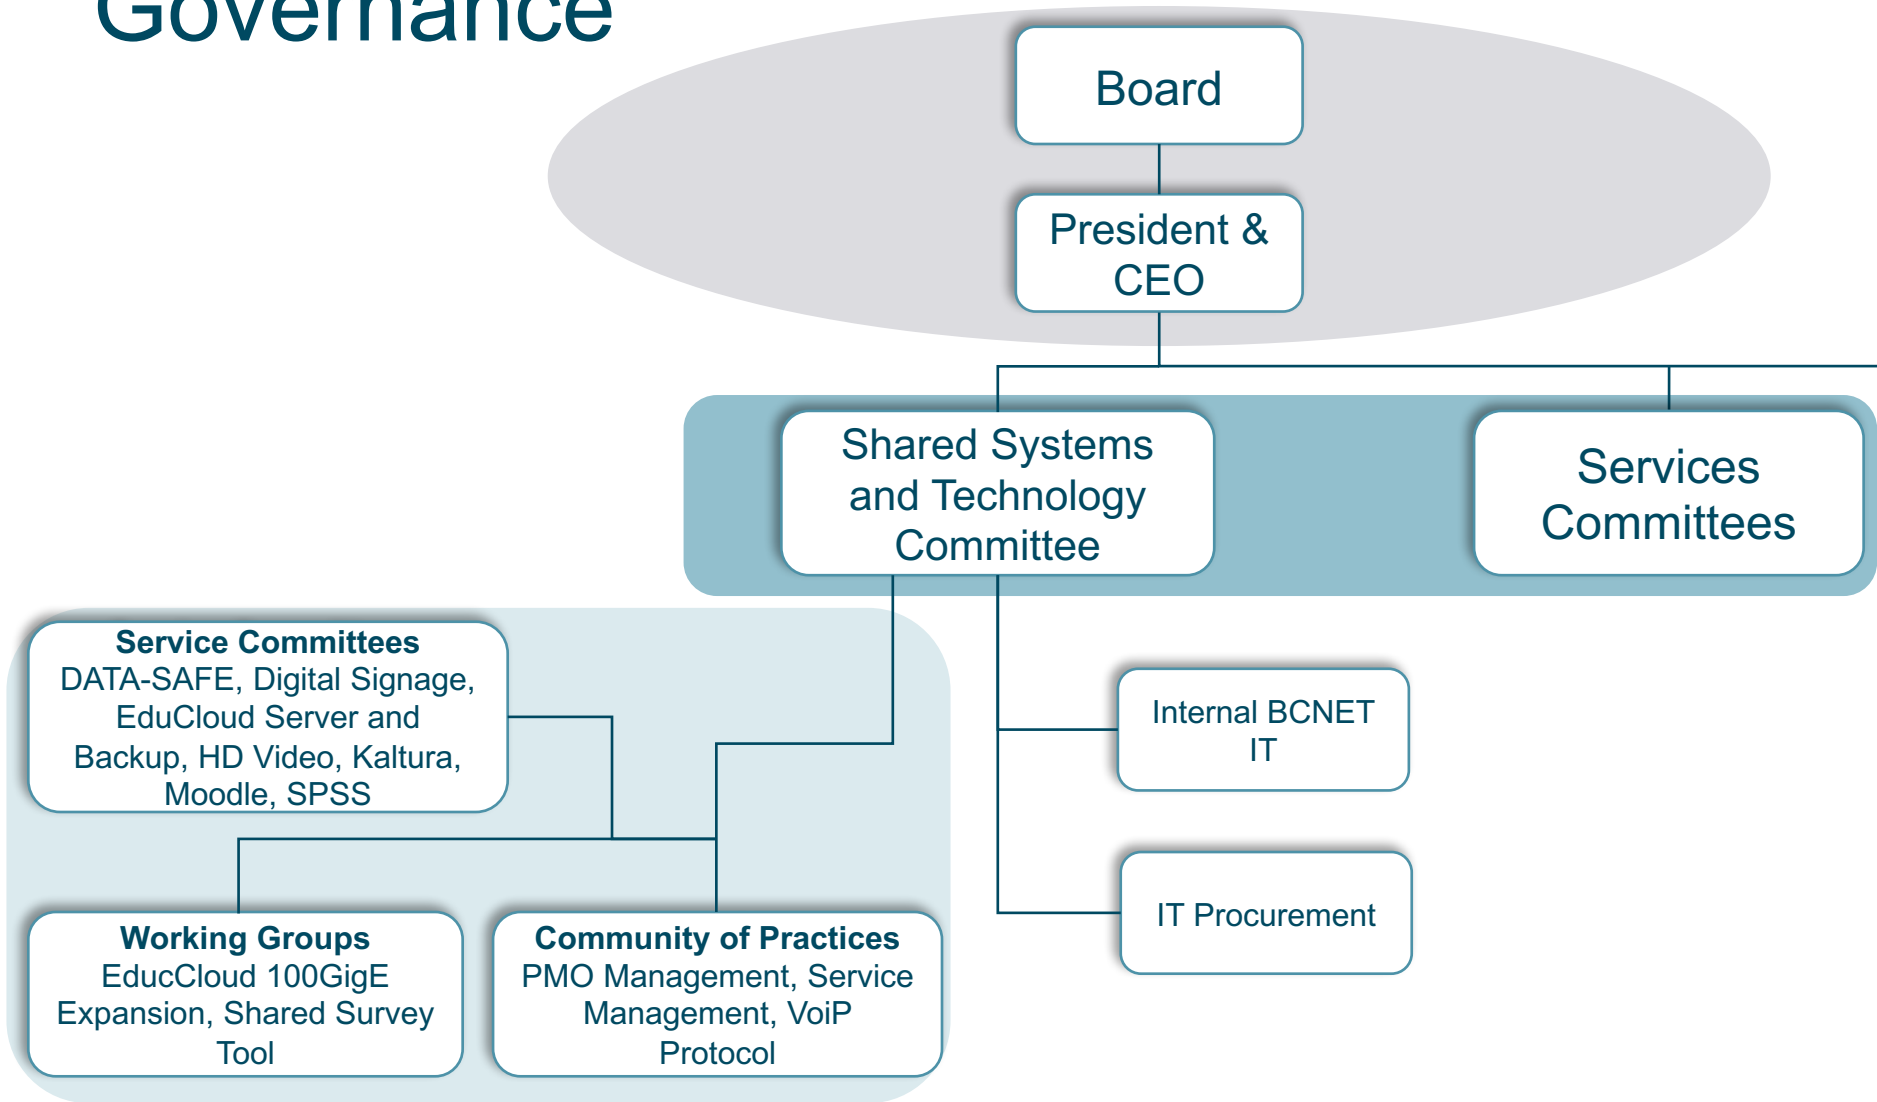 Governance
Board
President &
CEO
Shared Systems
and Technology
Committee
Services
Committees
Service Committees
DATA-SAFE, Digital Signage,
EduCloud Server and
Backup, HD Video, Kaltura,
Moodle, SPSS
Internal BCNET
IT
IT Procurement
Working Groups
EducCloud 100GigE
Expansion, Shared Survey
Tool
Community of Practices
PMO Management, Service
Management, VoiP
Protocol